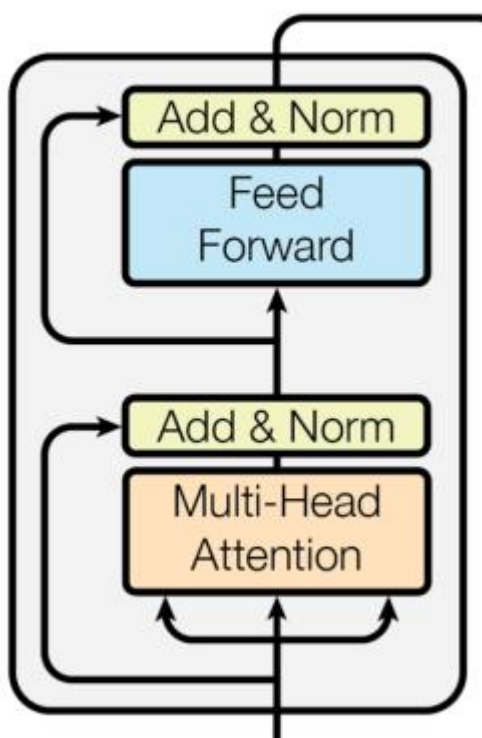 Add & Norm
Feed
Forward
Add & Norm
Multi-Head
Attention